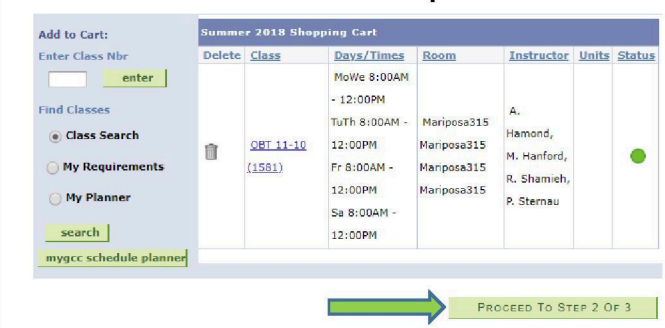 Add to Cart:
Enter Class Nbr
enter
Find Classes
Class Search
My Requirements
My Planner
search
mygcc schedule planner
Summer 2018 Shopping Cart
Delete Class Days/Times Room Instructor Units Status
OBT 11-10
(1581)
MoWe 8:00AM
- 12:00PM
TuTh 8:00AM -
12:00PM
Fr 8:00AM -
12:00PM
Sa 8:00AM -
12:00PM
Mariposa315
Mariposa315
Mariposa315
Mariposa315
A.
Hamond,
M. Hanford,
R. Shamieh,
P. Sternau
PROCEED TO STEP 2 OF 3